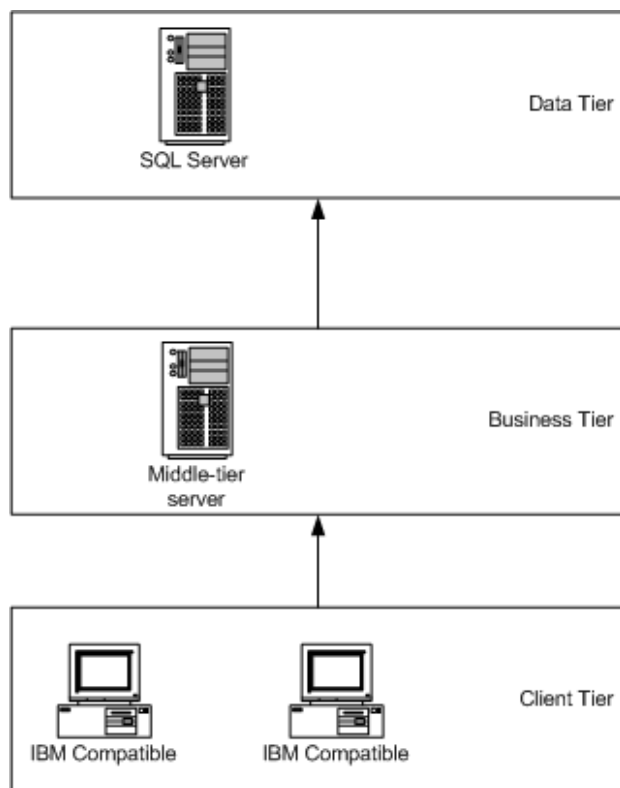 Data Tier
SQL Server
Business Tier
Middle-tier
server
Client Tier
IBM Compatible
IBM Compatible